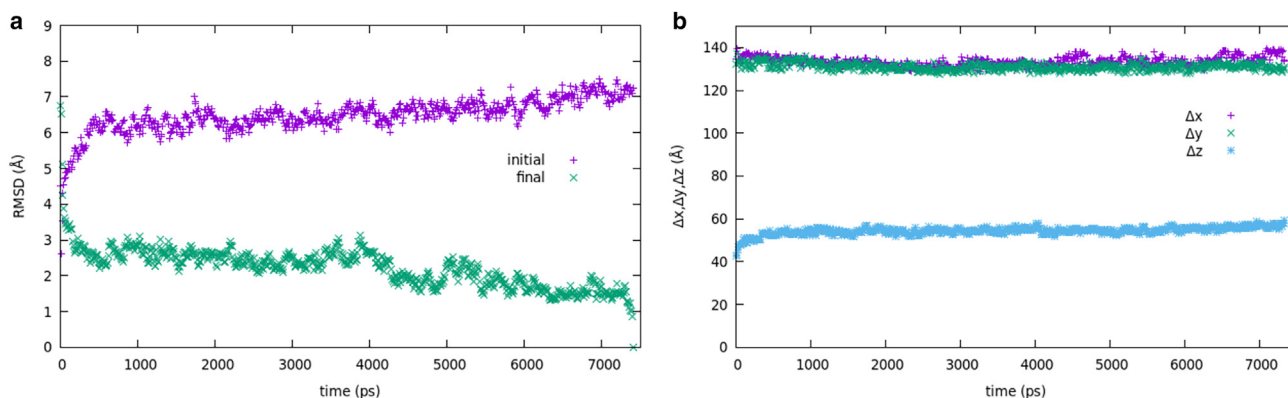 a
9
8
7
6
5
4
3
2
1
0
RMSD (Å)
initial
final
0 1000 2000 3000 4000 5000 6000 7000
time (ps)
b
140
120
100
80
60
40
20
0
Δx,Δy,Δz (Å)
Δx
Δy
Δz
0 1000 2000 3000 4000 5000 6000 7000
time (ps)